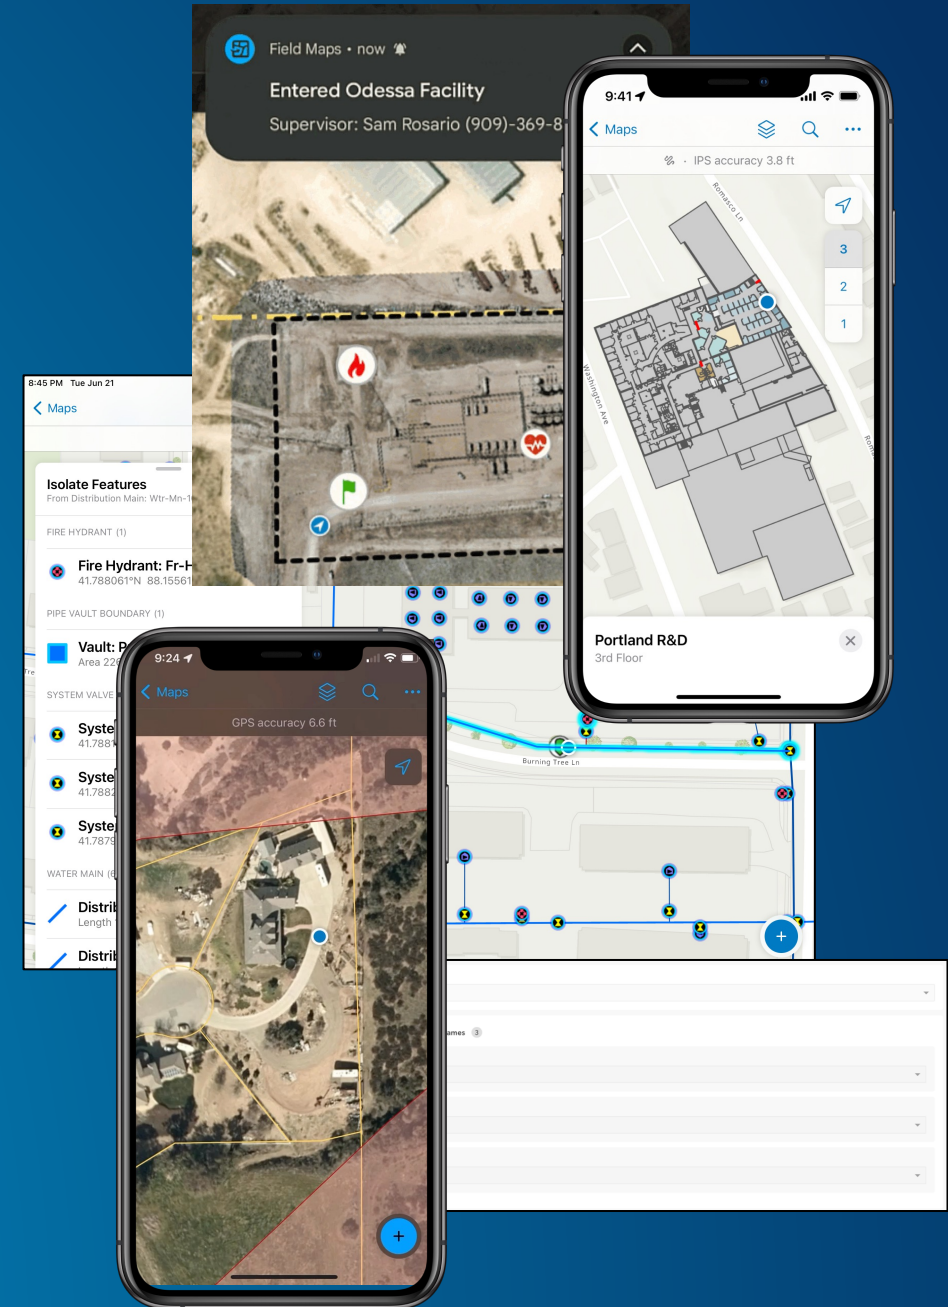 Field Maps • now
Entered Odessa Facility
Supervisor: Sam Rosario (909)-369-8
9:41
Maps
IPS accuracy 3.8 ft
Romasco Ln
3
2
1
Washington Ave
Portland R&D
3rd Floor
8:45 PM Tue Jun 21
Maps
Isolate Features
From Distribution Main: Wtr-Mn-1
FIRE HYDRANT (1)
Fire Hydrant: Fr-H
41.788061°N 88.15561
PIPE VAULT BOUNDARY (1)
Vault: P
Area 226
SYSTEM VALVE
Syste
41.7881
Syste
41.7882
Syste
41.7879
WATER MAIN (6
Distrib
Length
Distrib
Burning Tree Ln
+
9:24
Maps
GPS accuracy 6.6 ft
+
ames 3